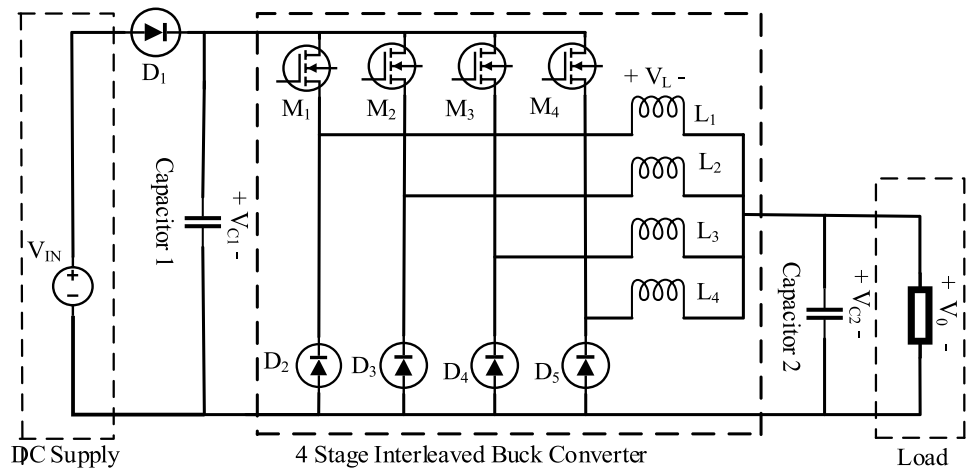 D1
M1
M2
M3
M4
+ VL -
L1
L2
L3
L4
Capacitor 1
+ VC1 -
VIN
D2
D3
D4
D5
Capacitor 2
+ VC2 -
+ V0 -
DC Supply
4 Stage Interleaved Buck Converter
Load